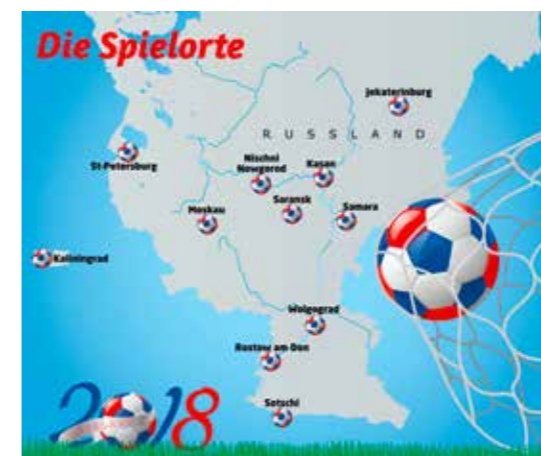 Die Spielorte
Jekaterinburg
RUSSLAND
St-Petersburg
Nischni
Nowgorod
Kasan
Moskau
Saransk
Samara
Kaliningrad
Wolgograd
Rostow am Don
Sotschi
2018